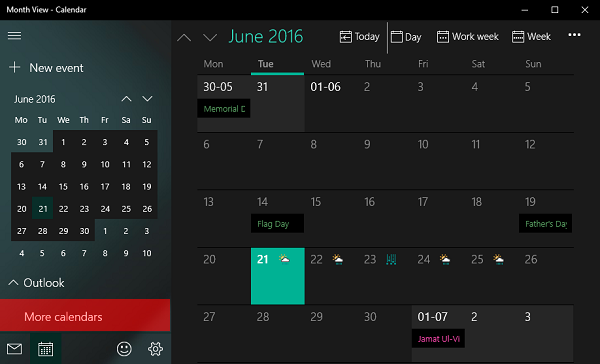 Month View - Calendar
New event
June 2016
Mo Tu We Th Fr Sa Su
30 31 1 2 3 4 5
6 7 8 9 10 11 12
13 14 15 16 17 18 19
20 21 22 23 24 25 26
27 28 29 30 1 2 3
4 5 6 7 8 9 10
Outlook
More calendars
June 2016 Today Day Work week Week
Mon Tue Wed Thu Fri Sat Sun
30-05 31 01-06 2 3 4 5
Memorial D
6 7 8 9 10 11 12
13 14 15 16 17 18 19
Flag Day Father's Day
20 21 22 23 24 25 26
27 28 29 30 01-07 2 3
Jamat Ul-Vi